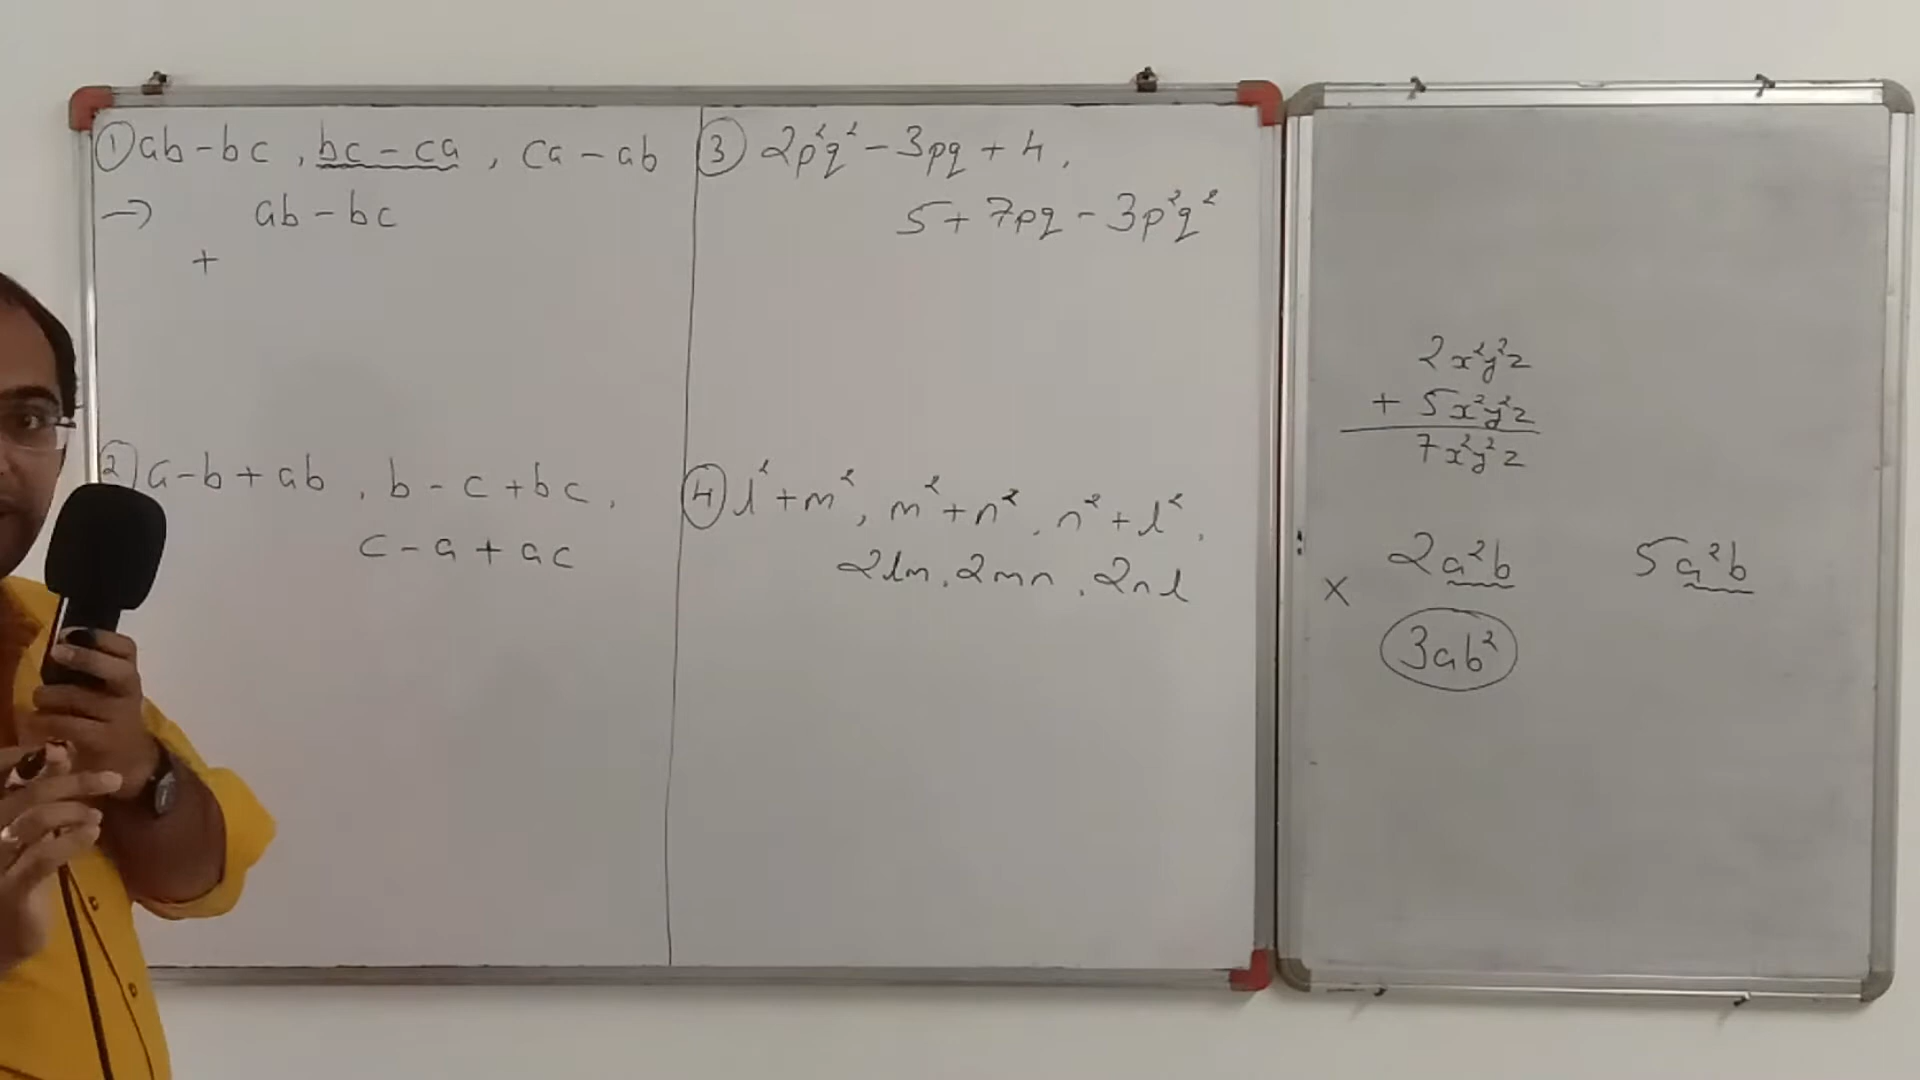 ① ab - bc , bc - ca , ca - ab
→ ab - bc
+
② a - b + ab , b - c + bc ,
c - a + ac
③ 2p²q² - 3pq + 4 ,
5 + 7pq - 3p²q²
④ l² + m² , m² + n² , n² + l² ,
2lm , 2mn , 2nl
2x²y²z
+ 5x²y²z
7x²y²z
2a²b 5a²b
×
3ab²